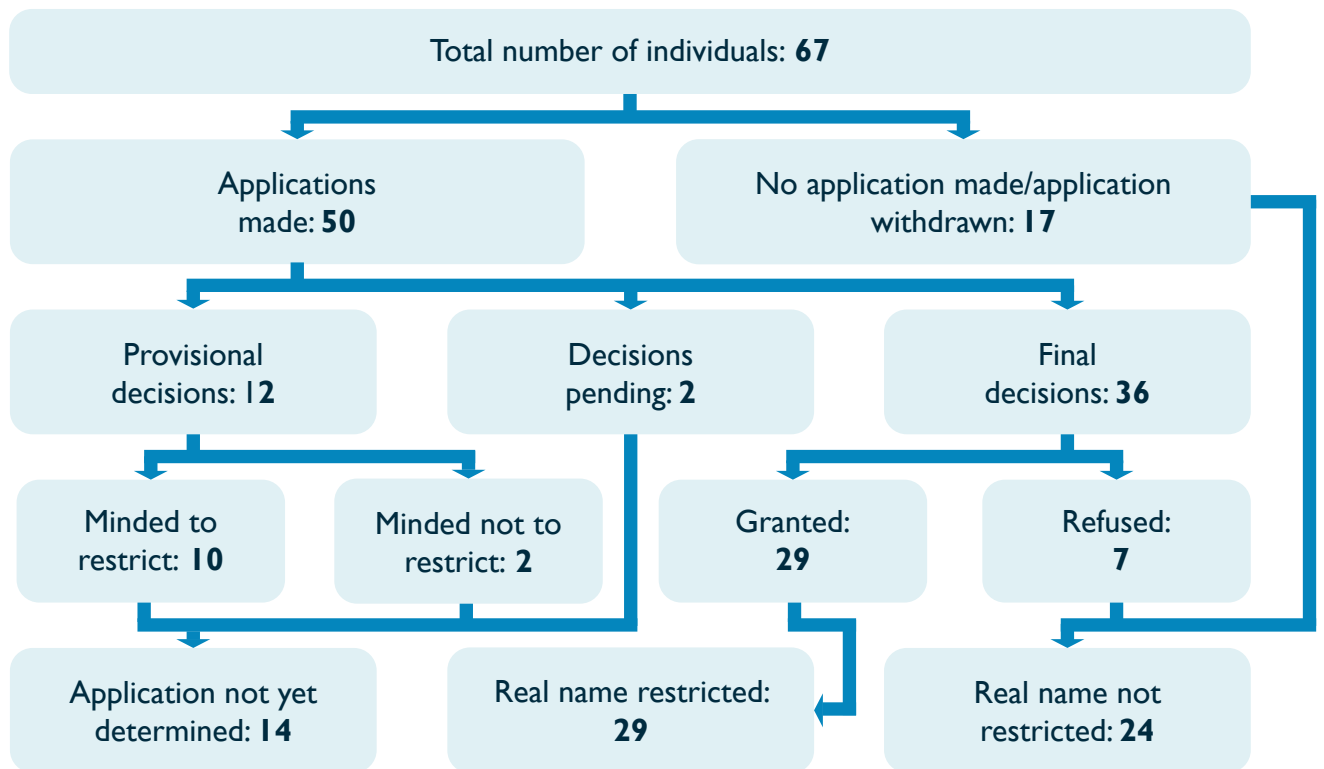 Total number of individuals: 67
Applications
made: 50
No application made/application
withdrawn: 17
Provisional
decisions: 12
Decisions
pending: 2
Final
decisions: 36
Minded to
restrict: 10
Minded not to
restrict: 2
Granted:
29
Refused:
7
Application not yet
determined: 14
Real name restricted:
29
Real name not
restricted: 24